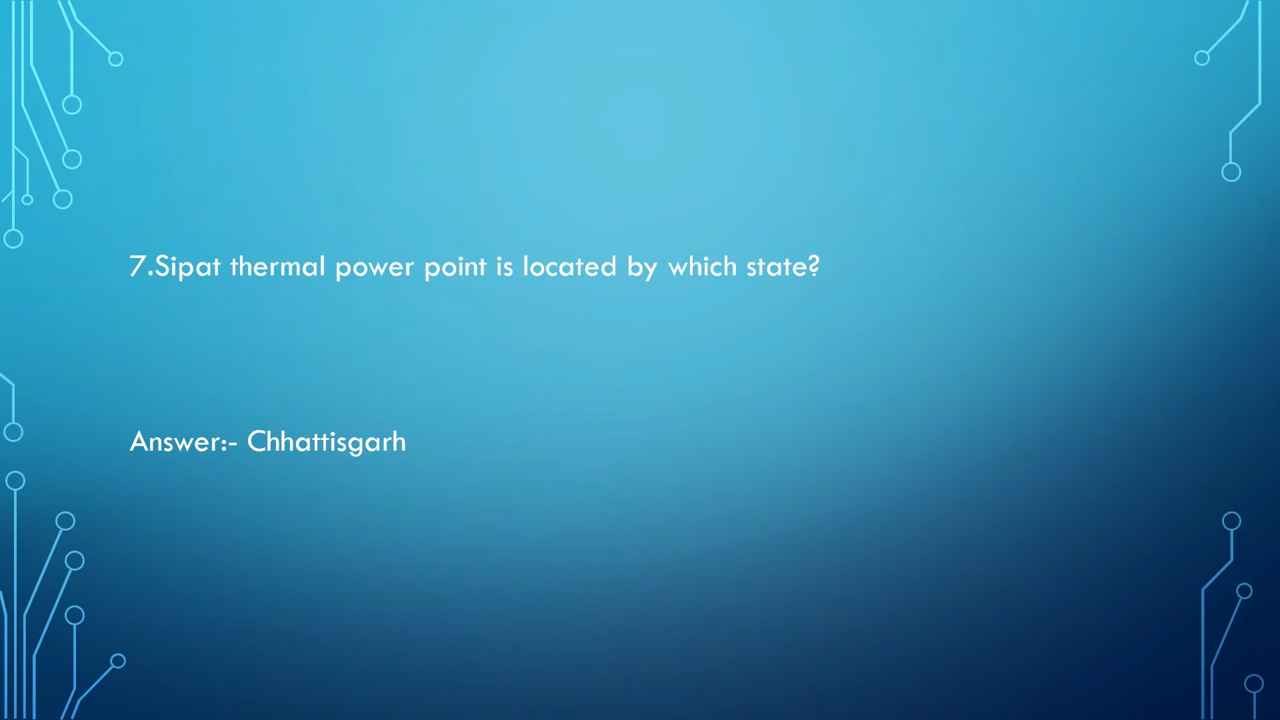 7.Sipat thermal power point is located by which state?
Answer:- Chhattisgarh